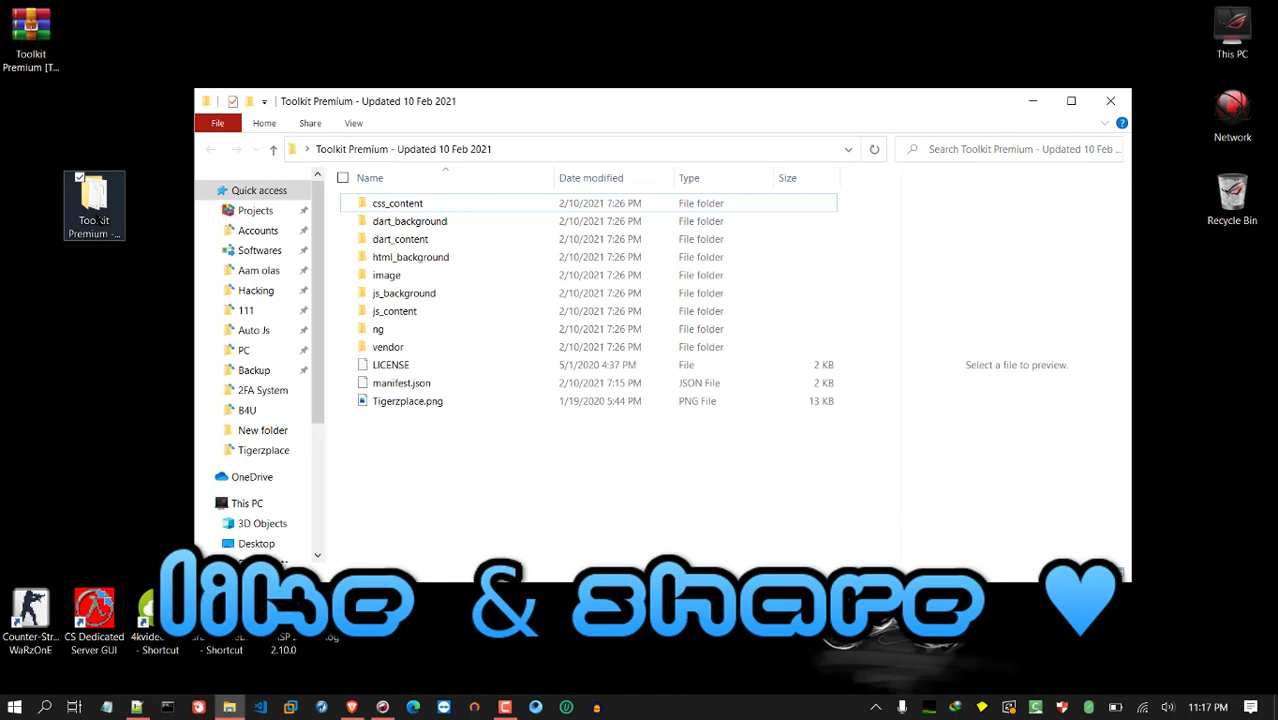 Toolkit
Premium [T...
This PC
Toolkit Premium - Updated 10 Feb 2021
File
Home
Share
View
Toolkit Premium - Updated 10 Feb 2021
Search Toolkit Premium - Updated 10 Feb ...
Network
Name
Date modified
Type
Size
Quick access
Projects
Accounts
Softwares
Aam olas
Hacking
111
Auto Js
PC
Backup
2FA System
B4U
New folder
Tigerzplace
OneDrive
This PC
3D Objects
Desktop
css_content 2/10/2021 7:26 PM File folder
dart_background 2/10/2021 7:26 PM File folder
dart_content 2/10/2021 7:26 PM File folder
html_background 2/10/2021 7:26 PM File folder
image 2/10/2021 7:26 PM File folder
js_background 2/10/2021 7:26 PM File folder
js_content 2/10/2021 7:26 PM File folder
ng 2/10/2021 7:26 PM File folder
vendor 2/10/2021 7:26 PM File folder
LICENSE 5/1/2020 4:37 PM File 2 KB
manifest.json 2/10/2021 7:15 PM JSON File 2 KB
Tigerzplace.png 1/19/2020 5:44 PM PNG File 13 KB
Select a file to preview.
Toolkit
Premium -...
Recycle Bin
like & share ♥
Counter-Str...
WaRzOnE
CS Dedicated
Server GUI
4kvideo
- Shortcut
- Shortcut
2.10.0
11:17 PM